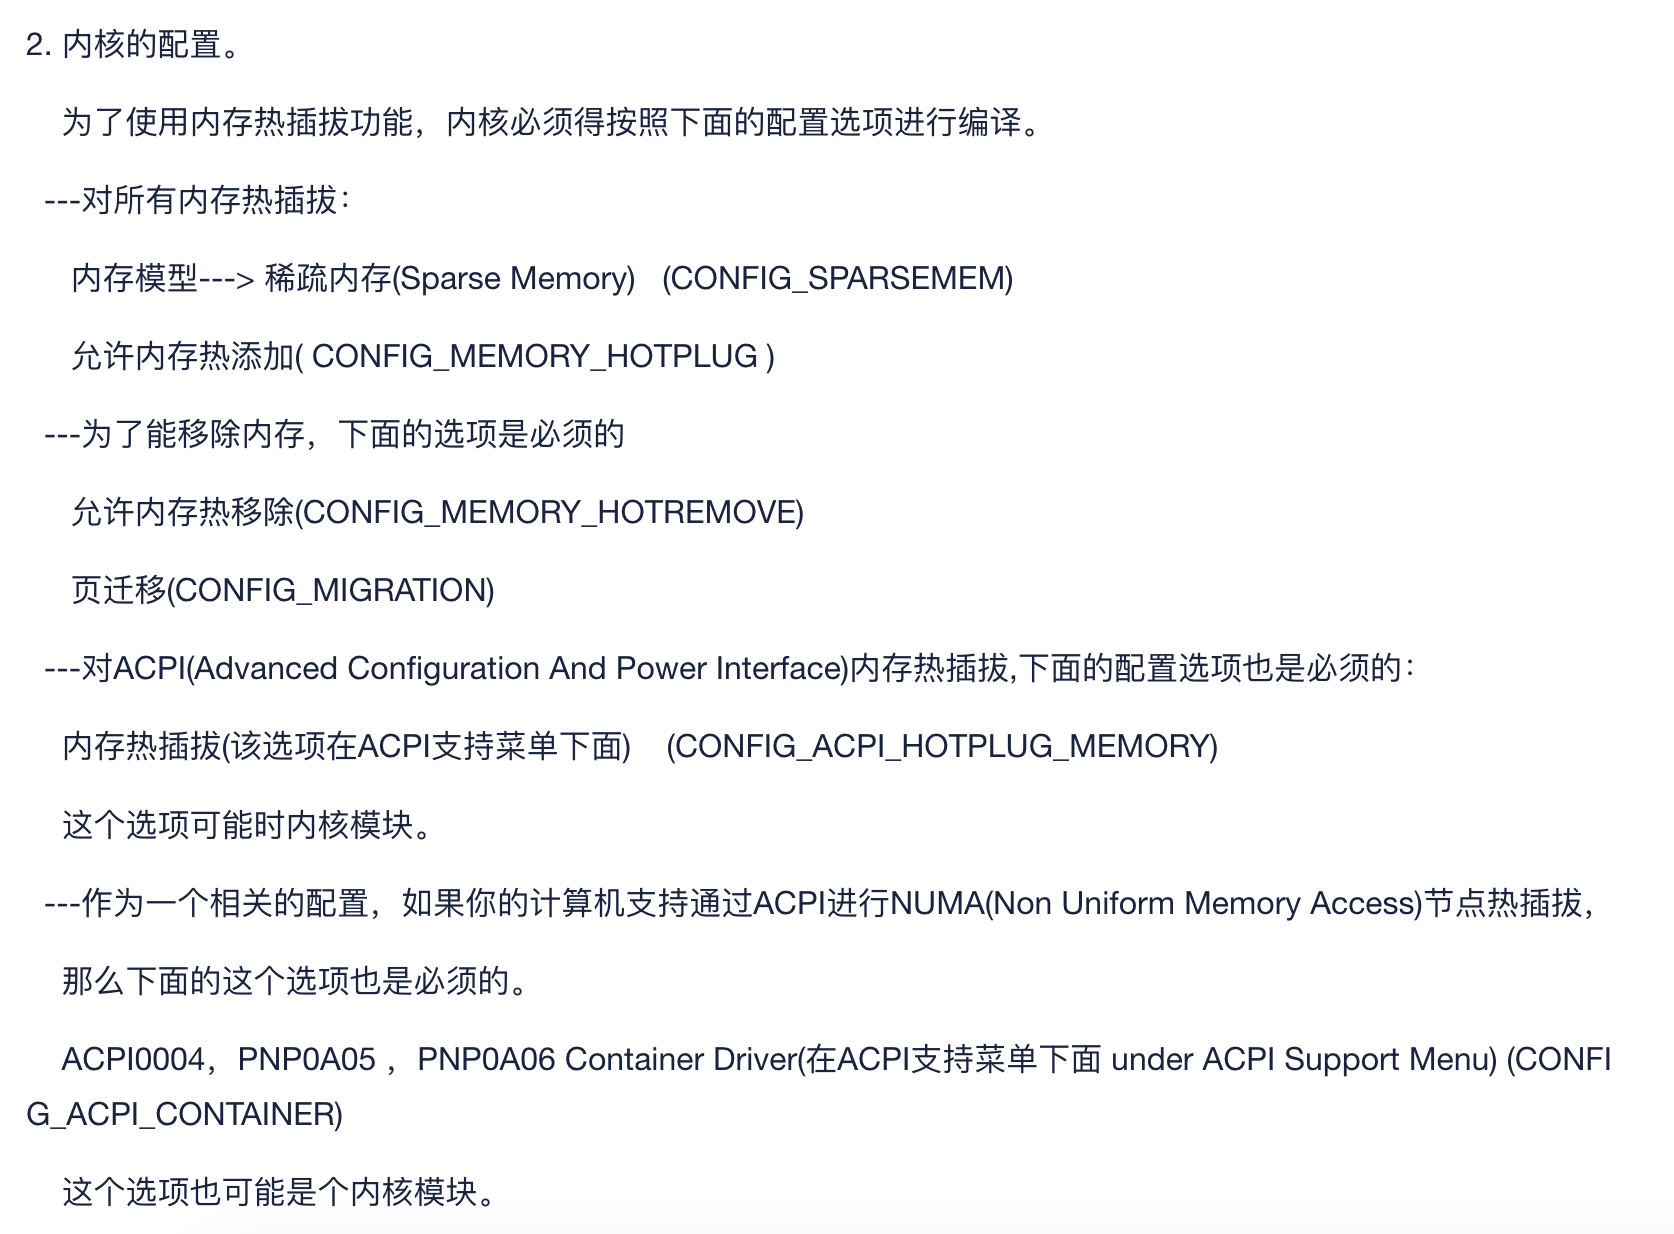 2. 内核的配置。
为了使用内存热插拔功能，内核必须得按照下面的配置选项进行编译。
---对所有内存热插拔：
内存模型---> 稀疏内存(Sparse Memory) (CONFIG_SPARSEMEM)
允许内存热添加( CONFIG_MEMORY_HOTPLUG )
---为了能移除内存，下面的选项是必须的
允许内存热移除(CONFIG_MEMORY_HOTREMOVE)
页迁移(CONFIG_MIGRATION)
---对ACPI(Advanced Configuration And Power Interface)内存热插拔,下面的配置选项也是必须的：
内存热插拔(该选项在ACPI支持菜单下面) (CONFIG_ACPI_HOTPLUG_MEMORY)
这个选项可能时内核模块。
---作为一个相关的配置，如果你的计算机支持通过ACPI进行NUMA(Non Uniform Memory Access)节点热插拔，
那么下面的这个选项也是必须的。
ACPI0004，PNP0A05 ，PNP0A06 Container Driver(在ACPI支持菜单下面 under ACPI Support Menu) (CONFI
G_ACPI_CONTAINER)
这个选项也可能是个内核模块。